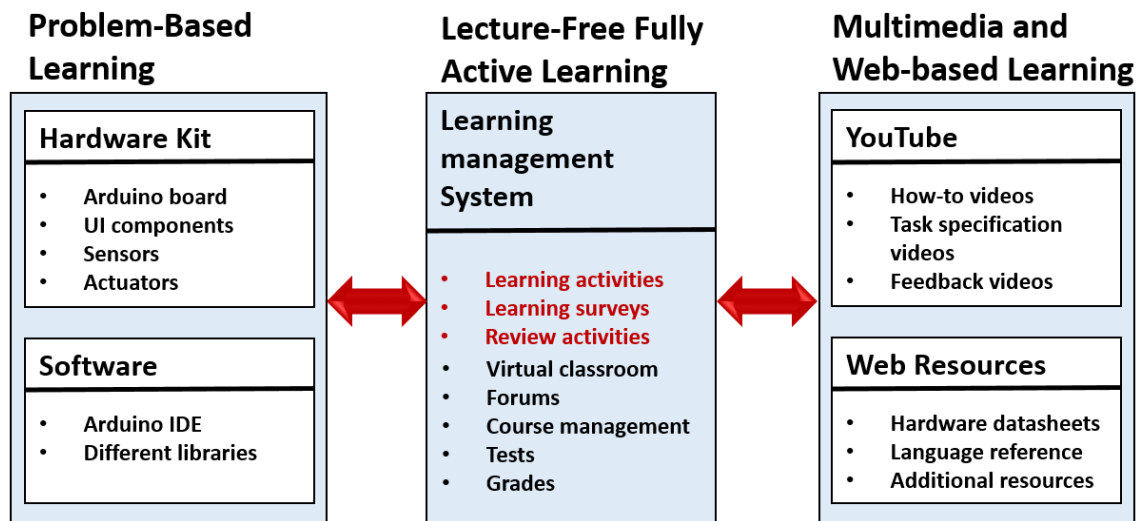 Problem-Based
Learning
Hardware Kit
• Arduino board
• UI components
• Sensors
• Actuators
Software
• Arduino IDE
• Different libraries
Lecture-Free Fully
Active Learning
Learning
management
System
• Learning activities
• Learning surveys
• Review activities
• Virtual classroom
• Forums
• Course management
• Tests
• Grades
Multimedia and
Web-based Learning
YouTube
• How-to videos
• Task specification
videos
• Feedback videos
Web Resources
• Hardware datasheets
• Language reference
• Additional resources